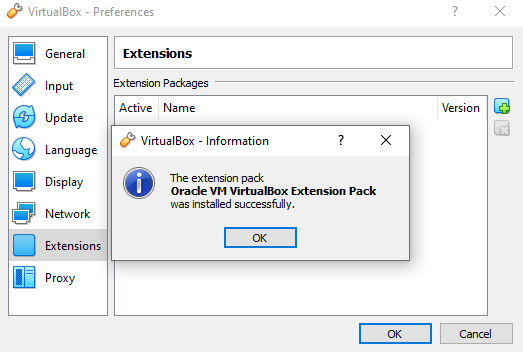 VirtualBox - Preferences
?
General
Input
Update
Language
Display
Network
Extensions
Proxy
Extensions
Extension Packages
Active Name Version
VirtualBox - Information
?
The extension pack
Oracle VM VirtualBox Extension Pack
was installed successfully.
OK
OK Cancel